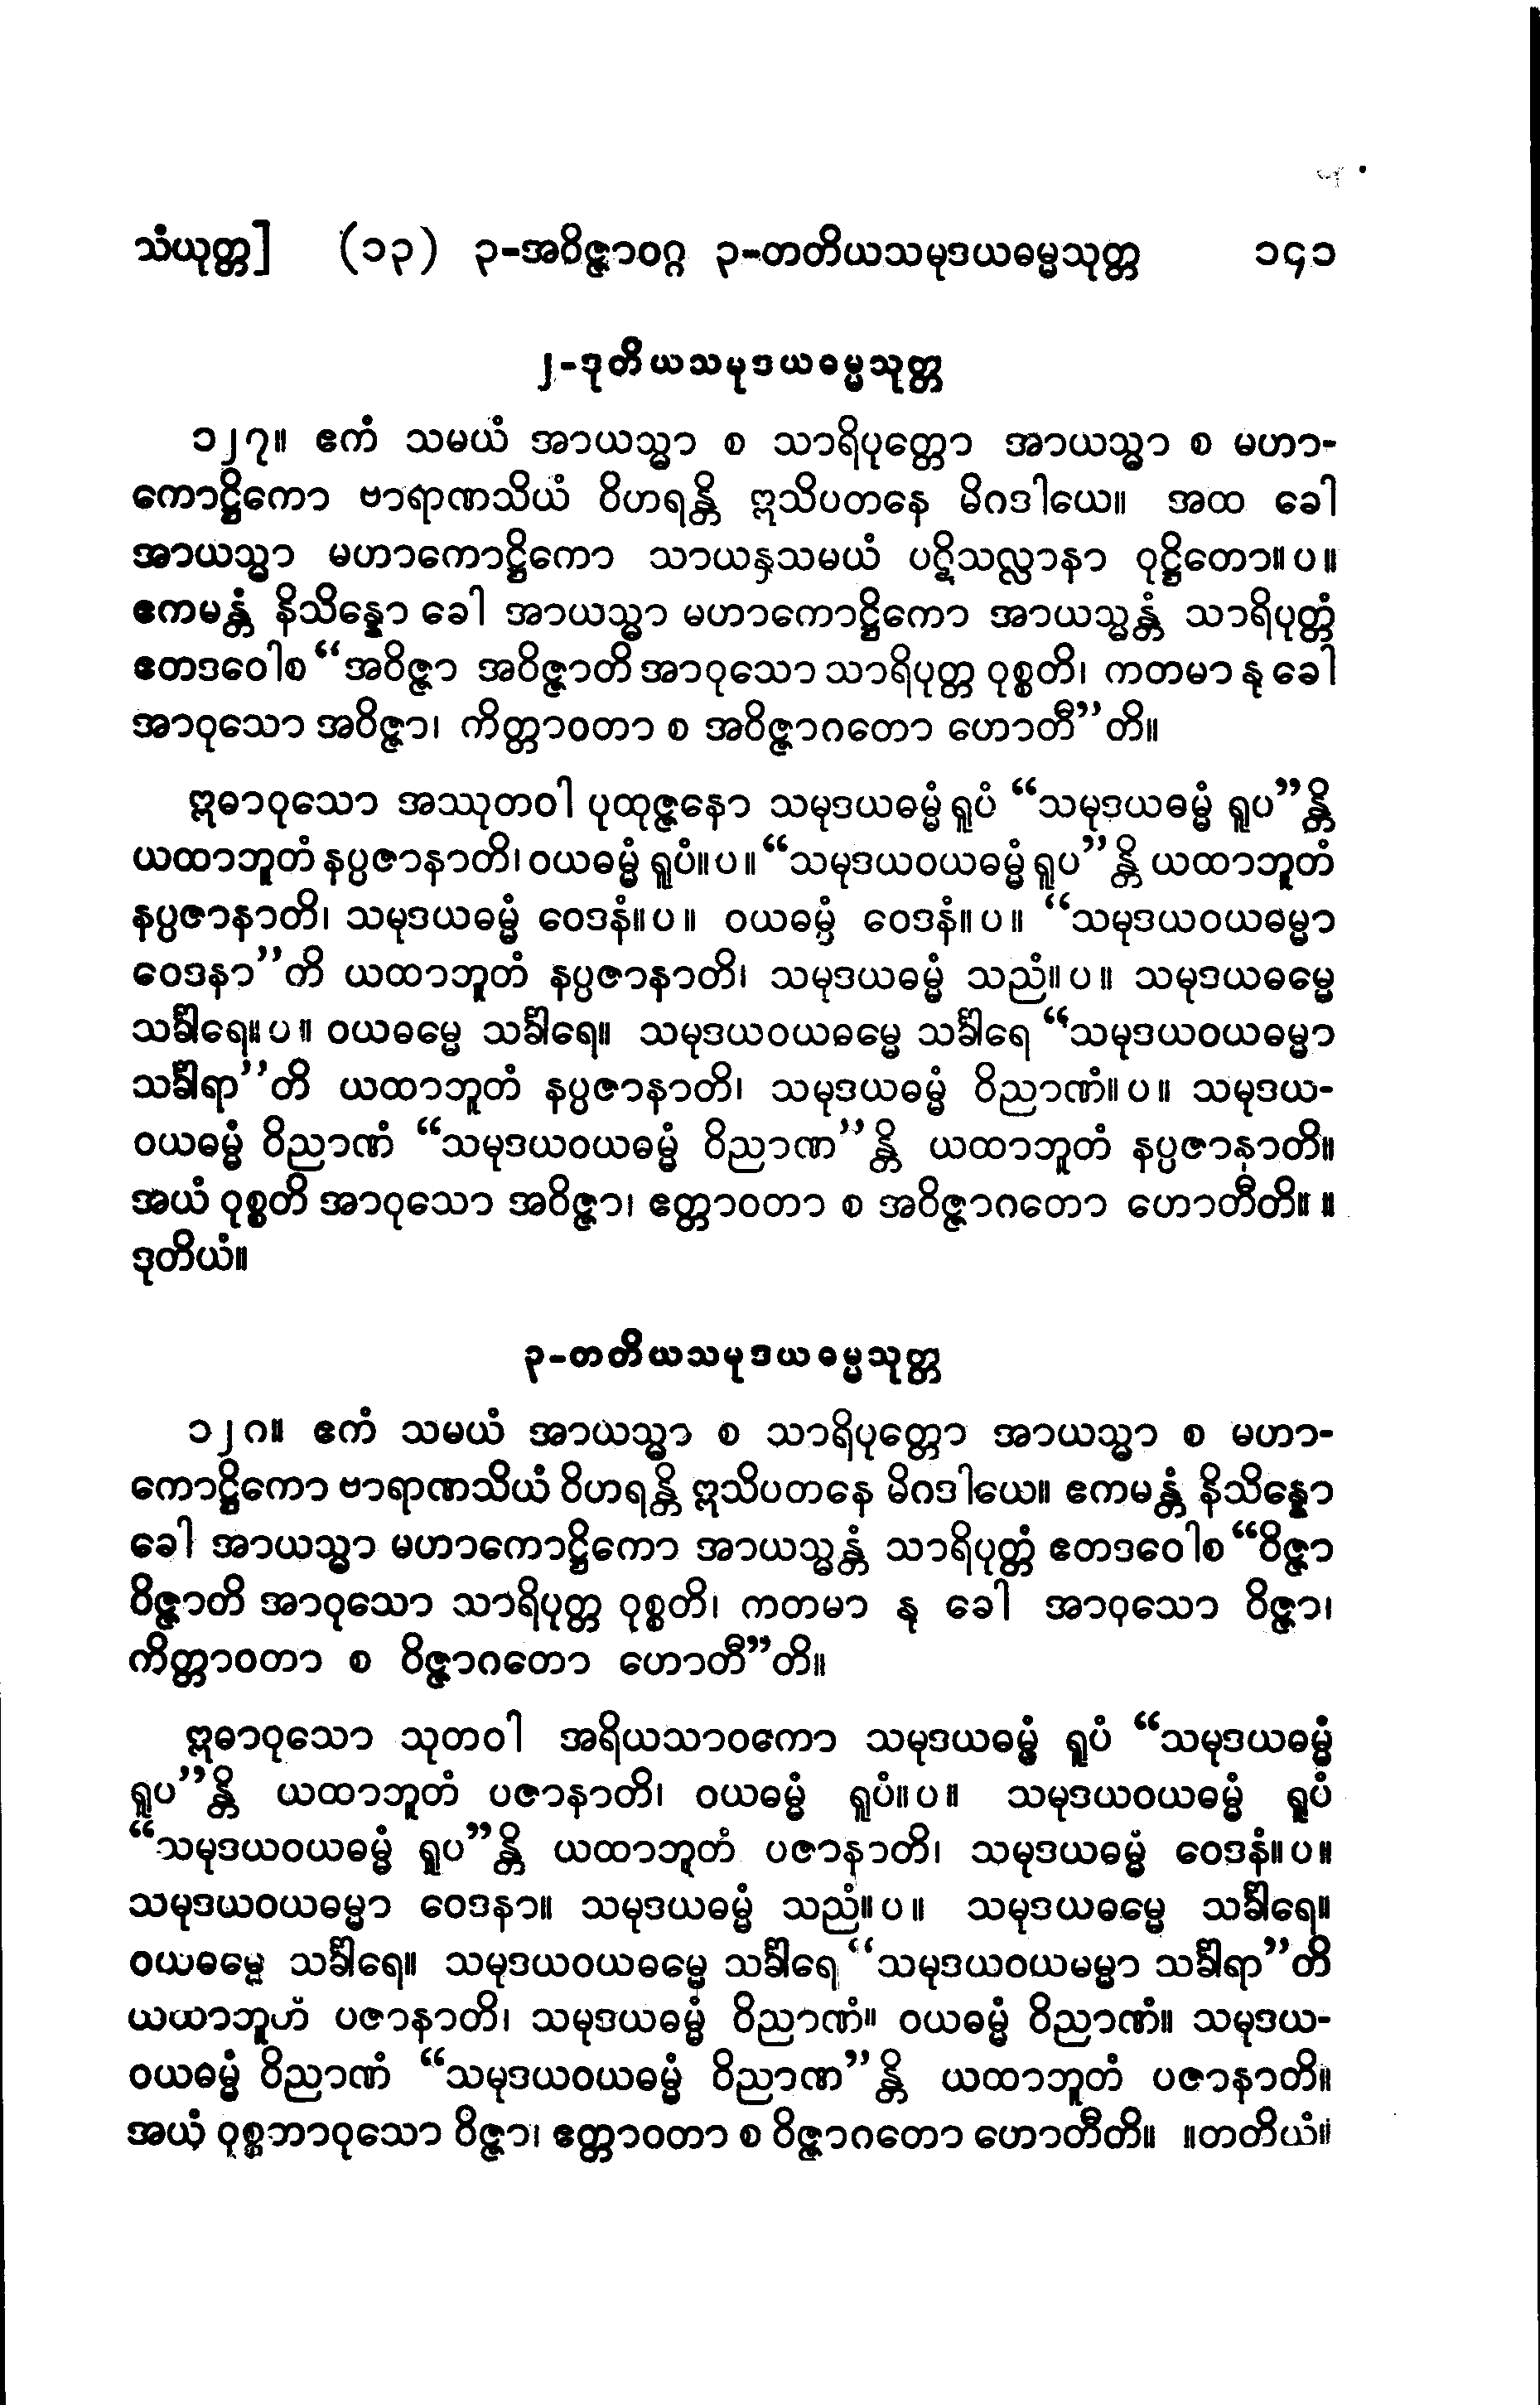 သံယုတ္တ] (၁၃) ၃-အဝိဇ္ဇာဝဂ္ဂ ၃-တတိယသမုဒယဓမ္မသုတ္တ ၁၄၁
၂-ဒုတိယသမုဒယဓမ္မသုတ္တ
၁၂၇။ ဧကံ သမယံ အာယသ္မာ စ သာရိပုတ္တော အာယသ္မာ စ မဟာ-
ကောဋ္ဌိကော ဗာရာဏသိယံ ဝိဟရန္တိ ဣသိပတနေ မိဂဒါယေ။ အထ ခေါ
အာယသ္မာ မဟာကောဋ္ဌိကော သာယနှသမယံ ပဋိသလ္လာနာ ဝုဋ္ဌိတော။ပ။
ဧကမန္တံ နိသိန္နော ခေါ အာယသ္မာ မဟာကောဋ္ဌိကော အာယသ္မန္တံ သာရိပုတ္တံ
ဧတဒဝေါစ “အဝိဇ္ဇာ အဝိဇ္ဇာတိ အာဝုသော သာရိပုတ္တ ဝုစ္စတိ၊ ကတမာ နု ခေါ
အာဝုသော အဝိဇ္ဇာ၊ ကိတ္တာဝတာ စ အဝိဇ္ဇာဂတော ဟောတီ”တိ။
ဣဓာဝုသော အဿုတဝါ ပုထုဇ္ဇနော သမုဒယဓမ္မံ ရူပံ “သမုဒယဓမ္မံ ရူပ”န္တိ
ယထာဘူတံ နပ္ပဇာနာတိ၊ ဝယဓမ္မံ ရူပံ။ပ။ “သမုဒယဝယဓမ္မံ ရူပ”န္တိ ယထာဘူတံ
နပ္ပဇာနာတိ၊ သမုဒယဓမ္မံ ဝေဒနံ။ပ။ ဝယဓမ္မံ ဝေဒနံ။ပ။ “သမုဒယဝယဓမ္မာ
ဝေဒနာ”တိ ယထာဘူတံ နပ္ပဇာနာတိ၊ သမုဒယဓမ္မံ သညံ။ပ။ သမုဒယဓမ္မေ
သင်္ခါရေ။ပ။ ဝယဓမ္မေ သင်္ခါရေ။ သမုဒယဝယဓမ္မေ သင်္ခါရေ “သမုဒယဝယဓမ္မာ
သင်္ခါရာ”တိ ယထာဘူတံ နပ္ပဇာနာတိ၊ သမုဒယဓမ္မံ ဝိညာဏံ။ပ။ သမုဒယ-
ဝယဓမ္မံ ဝိညာဏံ “သမုဒယဝယဓမ္မံ ဝိညာဏ”န္တိ ယထာဘူတံ နပ္ပဇာနာတိ။
အယံ ဝုစ္စတိ အာဝုသော အဝိဇ္ဇာ၊ ဧတ္တာဝတာ စ အဝိဇ္ဇာဂတော ဟောတီတိ။ ။
ဒုတိယံ။
၃-တတိယသမုဒယဓမ္မသုတ္တ
၁၂၈။ ဧကံ သမယံ အာယသ္မာ စ သာရိပုတ္တော အာယသ္မာ စ မဟာ-
ကောဋ္ဌိကော ဗာရာဏသိယံ ဝိဟရန္တိ ဣသိပတနေ မိဂဒါယေ။ ဧကမန္တံ နိသိန္နော
ခေါ အာယသ္မာ မဟာကောဋ္ဌိကော အာယသ္မန္တံ သာရိပုတ္တံ ဧတဒဝေါစ “ဝိဇ္ဇာ
ဝိဇ္ဇာတိ အာဝုသော သာရိပုတ္တ ဝုစ္စတိ၊ ကတမာ နု ခေါ အာဝုသော ဝိဇ္ဇာ၊
ကိတ္တာဝတာ စ ဝိဇ္ဇာဂတော ဟောတီ”တိ။
ဣဓာဝုသော သုတဝါ အရိယသာဝကော သမုဒယဓမ္မံ ရူပံ “သမုဒယဓမ္မံ
ရူပ”န္တိ ယထာဘူတံ ပဇာနာတိ၊ ဝယဓမ္မံ ရူပံ။ပ။ သမုဒယဝယဓမ္မံ ရူပံ
“သမုဒယဝယဓမ္မံ ရူပ”န္တိ ယထာဘူတံ ပဇာနာတိ၊ သမုဒယဓမ္မံ ဝေဒနံ။ပ။
သမုဒယဝယဓမ္မာ ဝေဒနာ။ သမုဒယဓမ္မံ သညံ။ပ။ သမုဒယဓမ္မေ သင်္ခါရေ။
ဝယဓမ္မေ သင်္ခါရေ။ သမုဒယဝယဓမ္မေ သင်္ခါရေ “သမုဒယဝယမမ္မာ သင်္ခါရာ”တိ
ယထာဘူတံ ပဇာနာတိ၊ သမုဒယဓမ္မံ ဝိညာဏံ။ ဝယဓမ္မံ ဝိညာဏံ။ သမုဒယ-
ဝယဓမ္မံ ဝိညာဏံ “သမုဒယဝယဓမ္မံ ဝိညာဏ”န္တိ ယထာဘူတံ ပဇာနာတိ။
အယံ ဝုစ္စတာဝုသော ဝိဇ္ဇာ၊ ဧတ္တာဝတာ စ ဝိဇ္ဇာဂတော ဟောတီတိ။ ။တတိယံ။